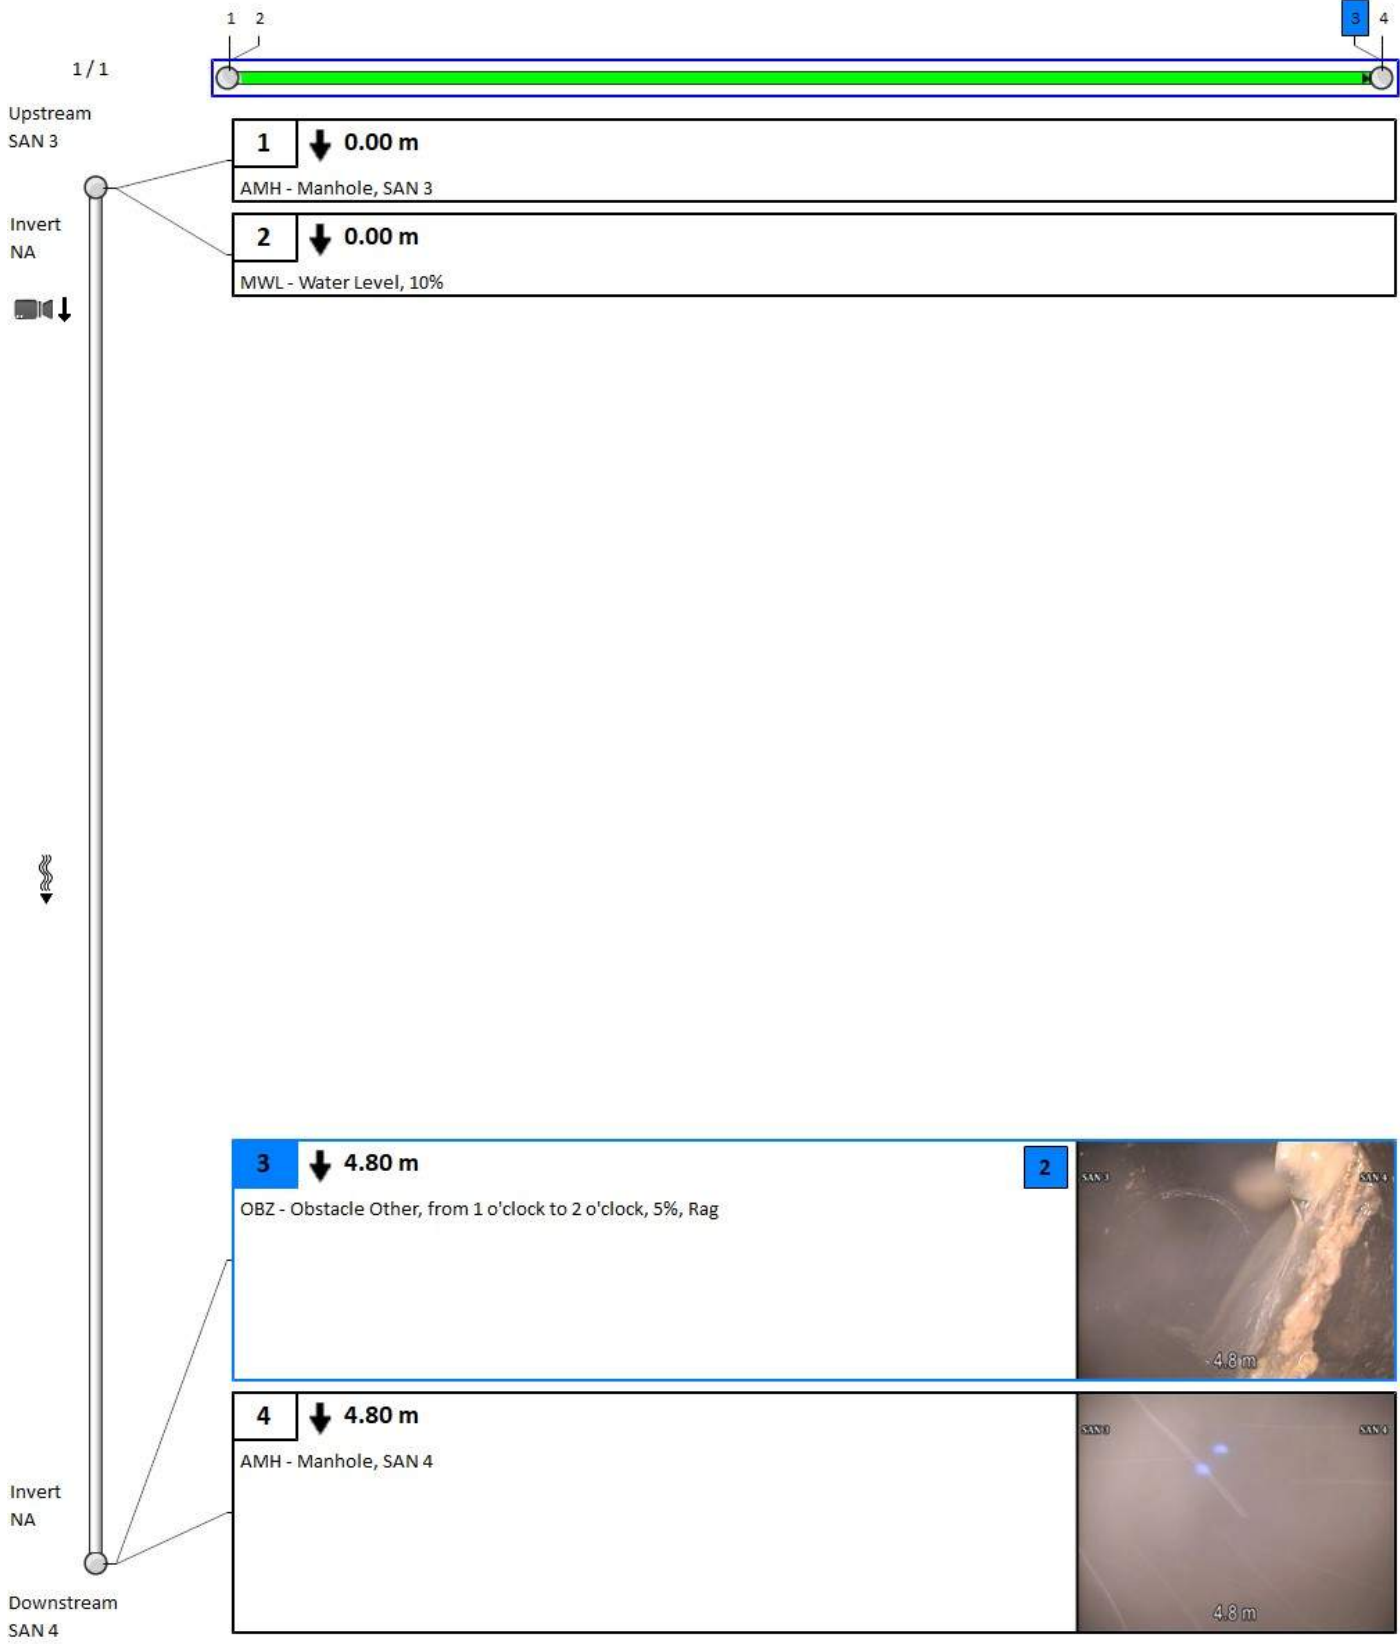 1 2 3 4
1 / 1
Upstream
SAN 3
1 0.00 m
AMH - Manhole, SAN 3
Invert
NA
2 0.00 m
MWL - Water Level, 10%
3 4.80 m 2
OBZ - Obstacle Other, from 1 o'clock to 2 o'clock, 5%, Rag
SAN 3 SAN 4
4.8 m
4 4.80 m
AMH - Manhole, SAN 4
SAN 3 SAN 4
4.8 m
Invert
NA
Downstream
SAN 4